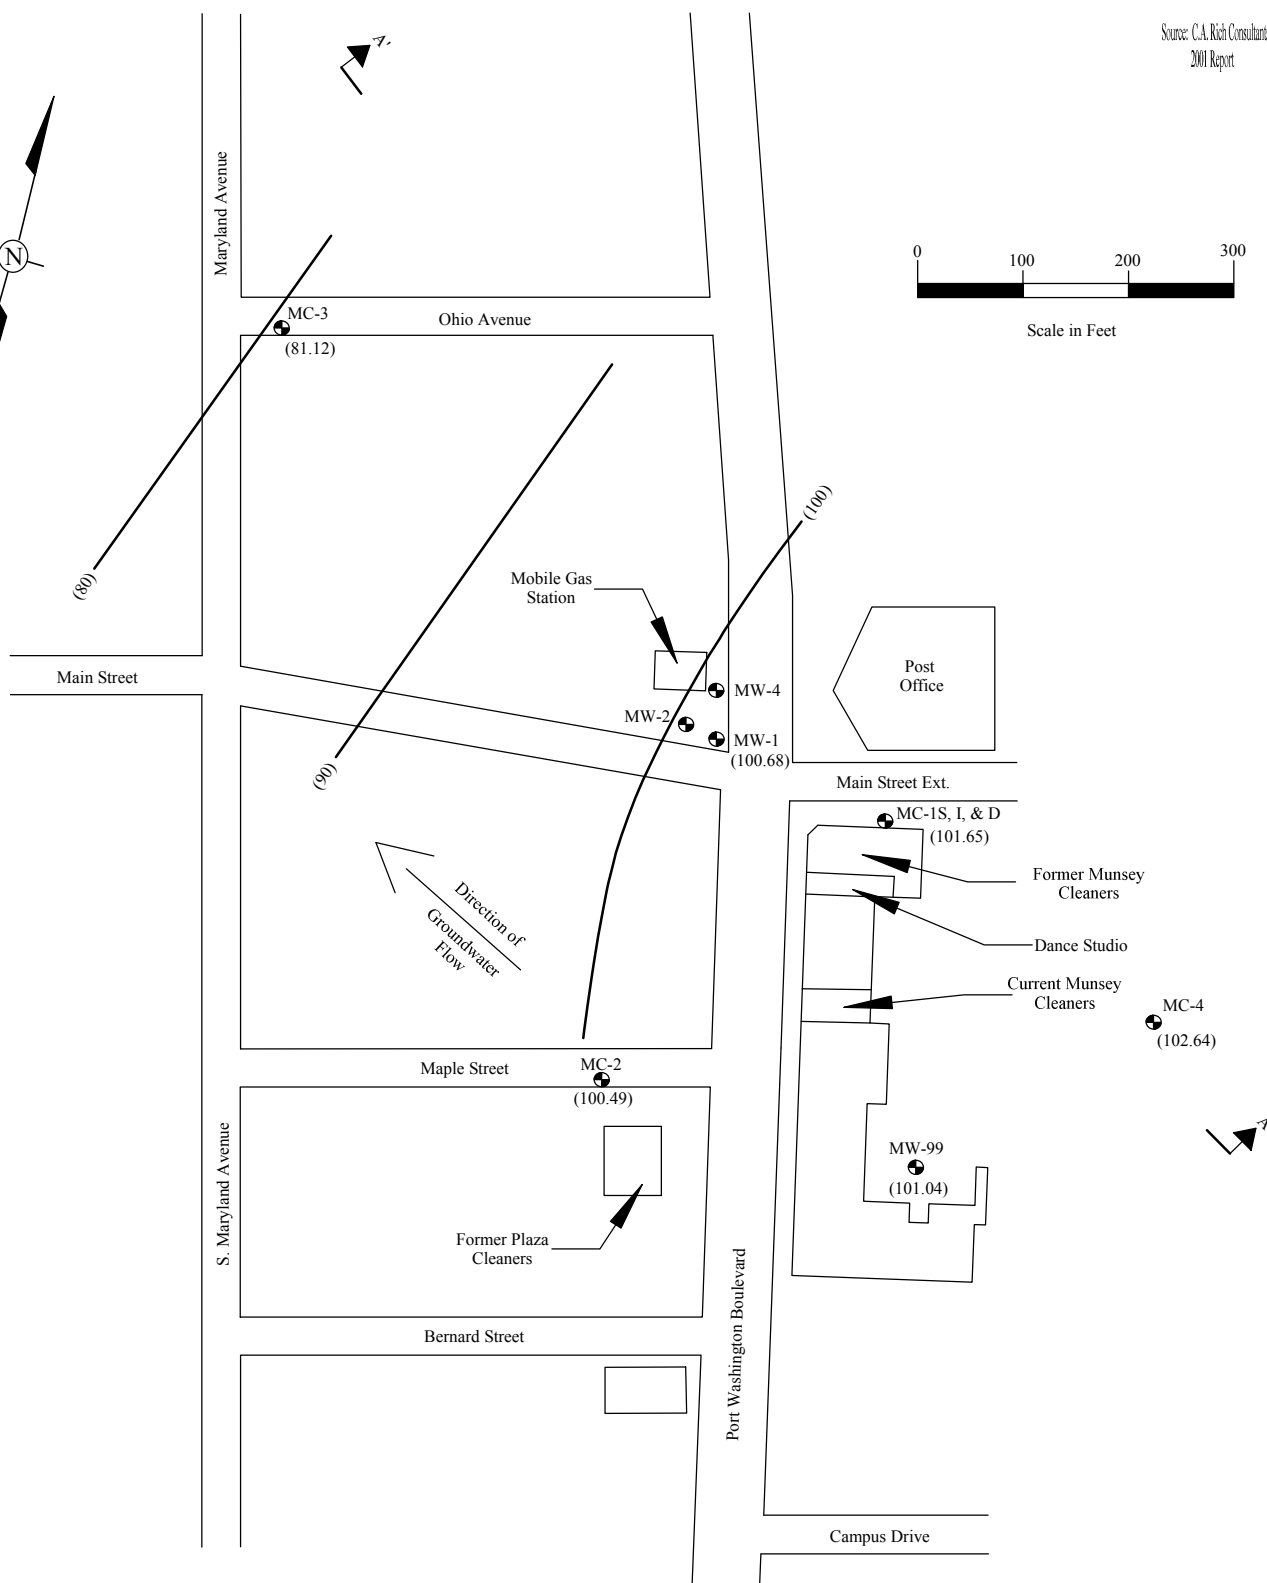 Source: C.A. Rich Consultant
2001 Report
A'
N
Maryland Avenue
0
100
200
300
Scale in Feet
MC-3
(81.12)
Ohio Avenue
(100)
(80)
Mobile Gas
Station
Post
Office
Main Street
MW-4
MW-2
MW-1
(100.68)
(90)
Main Street Ext.
MC-1S, I, & D
(101.65)
Former Munsey
Cleaners
Direction of
Groundwater
Flow
Dance Studio
Current Munsey
Cleaners
MC-4
(102.64)
Maple Street
MC-2
(100.49)
A
MW-99
(101.04)
S. Maryland Avenue
Former Plaza
Cleaners
Port Washington Boulevard
Bernard Street
Campus Drive